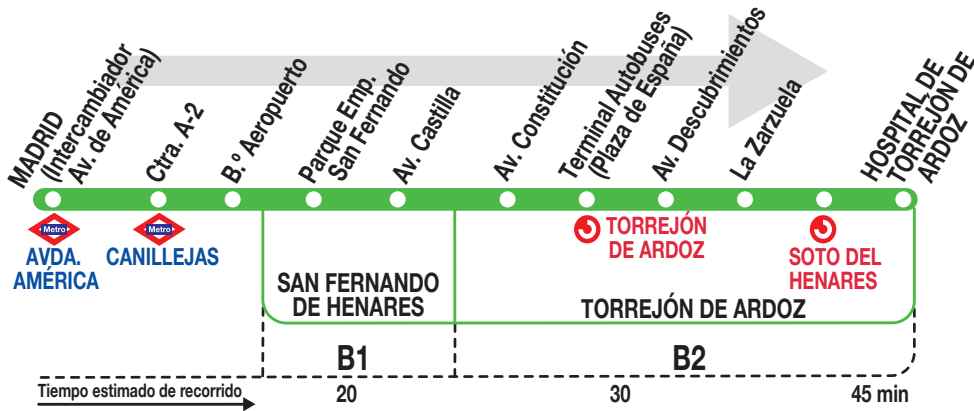 MADRID
(Intercambiador
Av. de América)
Ctra. A-2
B.º Aeropuerto
Parque Emp.
San Fernando
Av. Castilla
Av. Constitución
Terminal Autobuses
(Plaza de España)
Av. Descubrimientos
La Zarzuela
HOSPITAL DE
TORREJÓN DE
ARDOZ
Metro
AVDA.
AMÉRICA
Metro
CANILLEJAS
TORREJÓN
DE ARDOZ
SOTO DEL
HENARES
SAN FERNANDO
DE HENARES
TORREJÓN DE ARDOZ
B1
B2
Tiempo estimado de recorrido
20
30
45 min